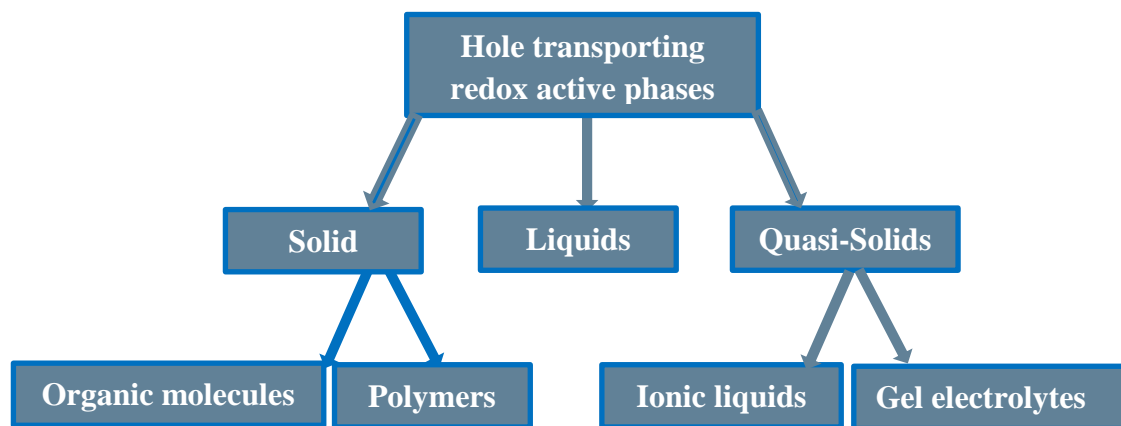 Hole transporting
redox active phases
Solid
Liquids
Quasi-Solids
Organic molecules
Polymers
Ionic liquids
Gel electrolytes